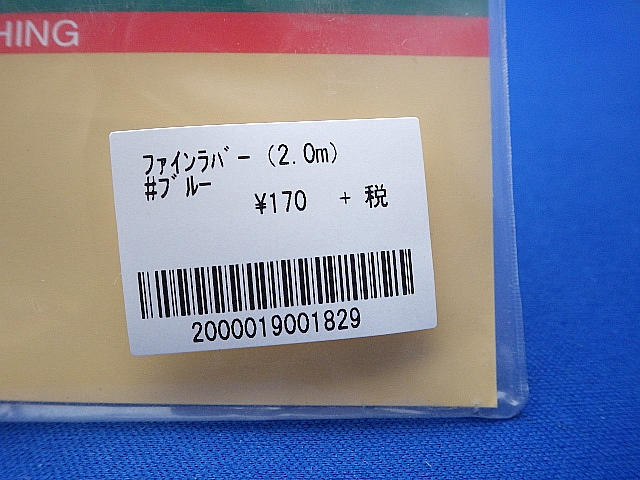 HING
ﾌｧｲﾝﾗﾊﾞｰ (2.0m)
#ﾌﾞﾙｰ
¥170 + 税
2000019001829